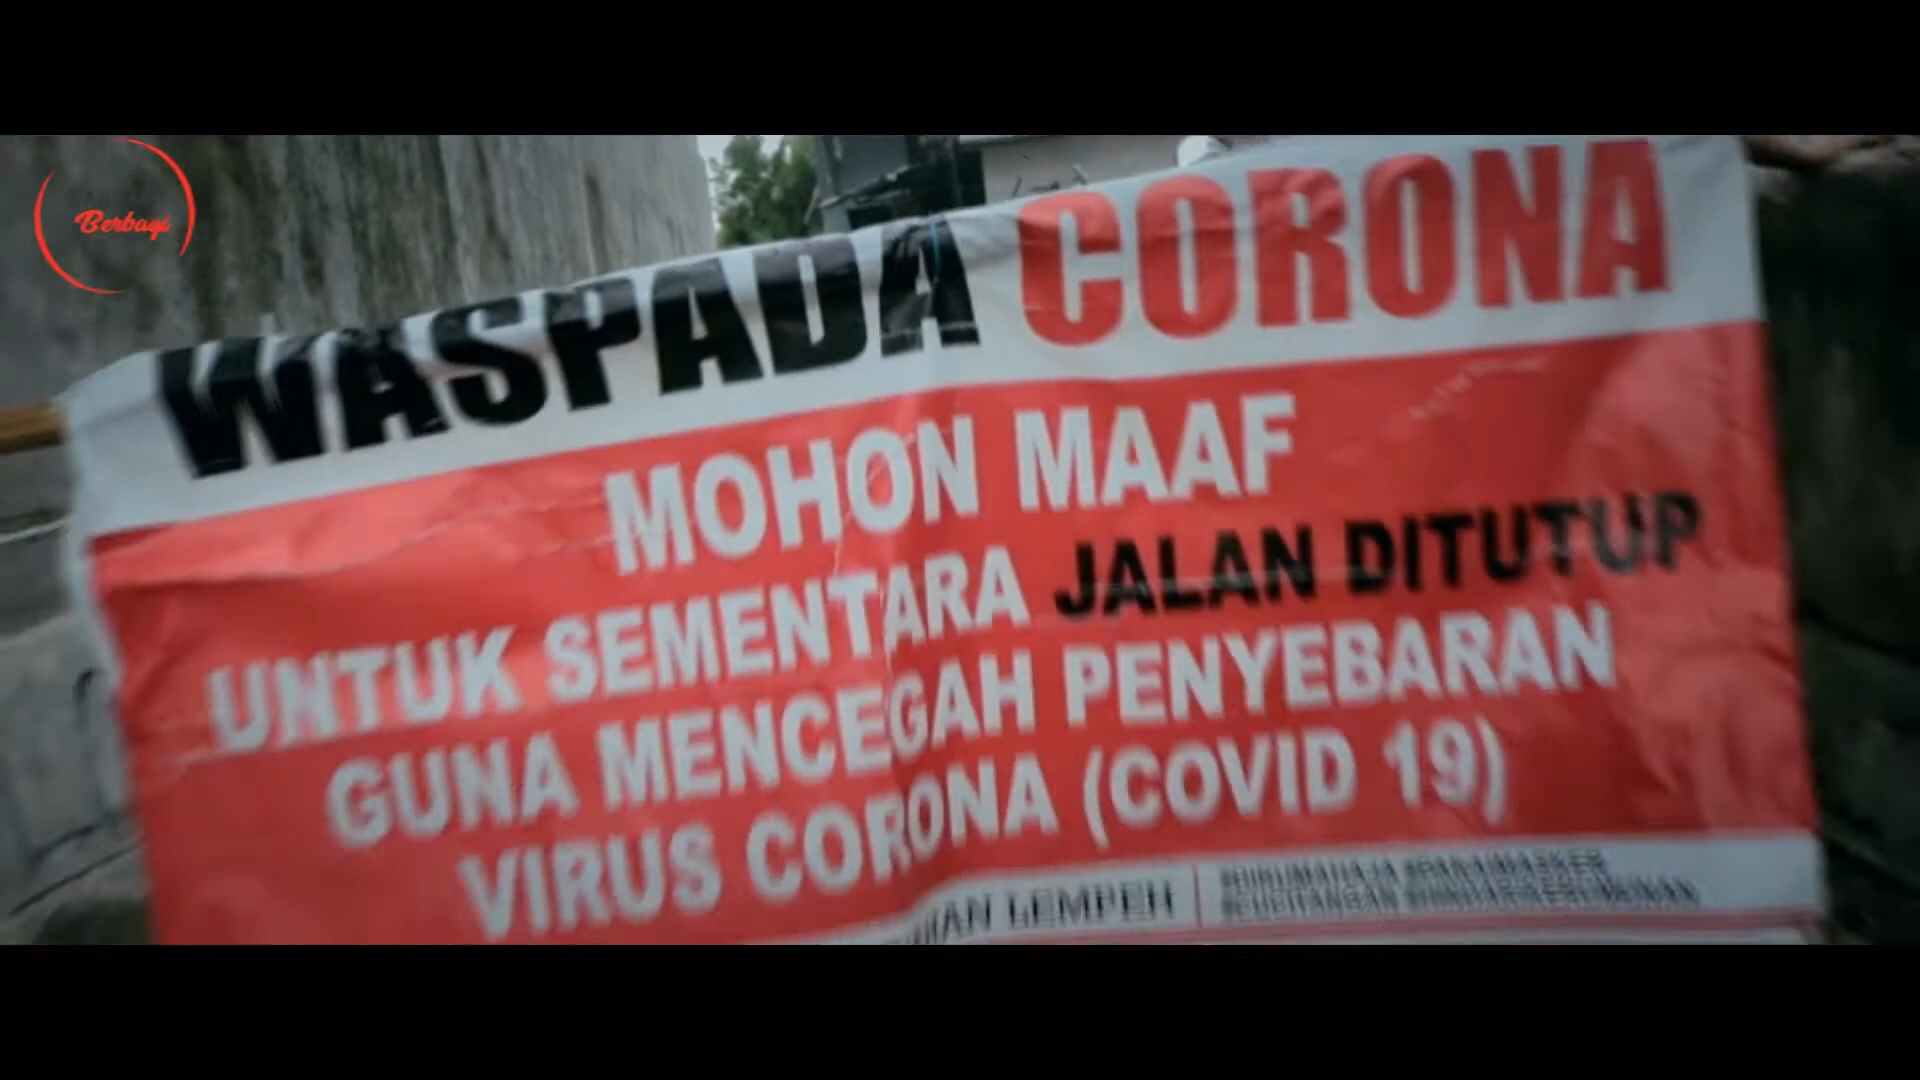 Berbagi
WASPADA CORONA
MOHON MAAF
UNTUK SEMENTARA JALAN DITUTUP
GUNA MENCEGAH PENYEBARAN
VIRUS CORONA (COVID 19)
LEMPEH